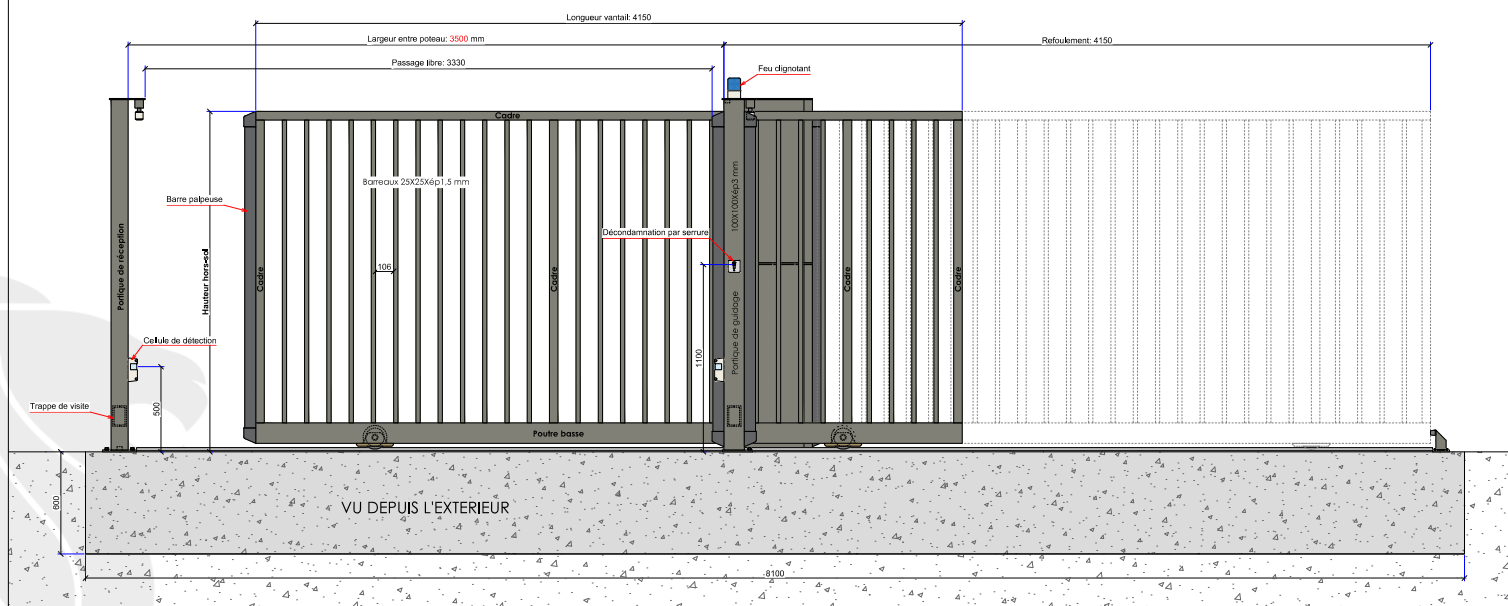 Longueur vantail: 4150
Largeur entre poteau: 3500 mm
Refoulement: 4150
Passage libre: 3330
Feu clignotant
Cadre
Barreaux 25X25Xép1,5 mm
100X100Xép3 mm
Barre palpeuse
Portique de réception
Hauteur hors-sol
Décondamnation par serrure
Cadre
106
Cadre
Cadre
Cadre
Portique de guidage
Cellule de détection
1100
Trappe de visite
500
Poutre basse
600
VU DEPUIS L'EXTERIEUR
8100